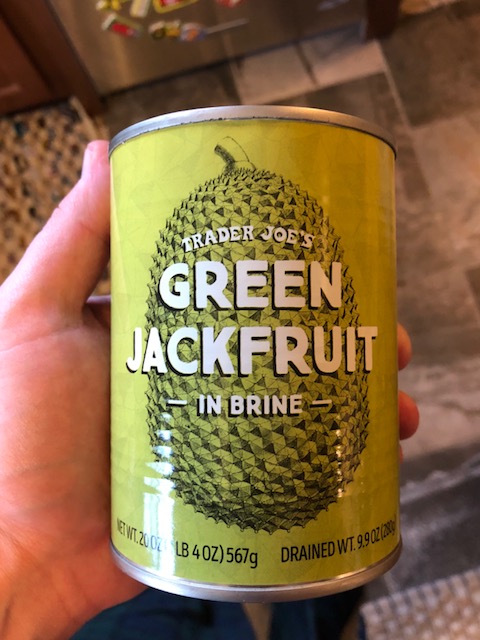 TRADER JOE'S
GREEN
JACKFRUIT
— IN BRINE —
NET WT. 20 OZ (1 LB 4 OZ) 567g DRAINED WT. 9.9 OZ (280g